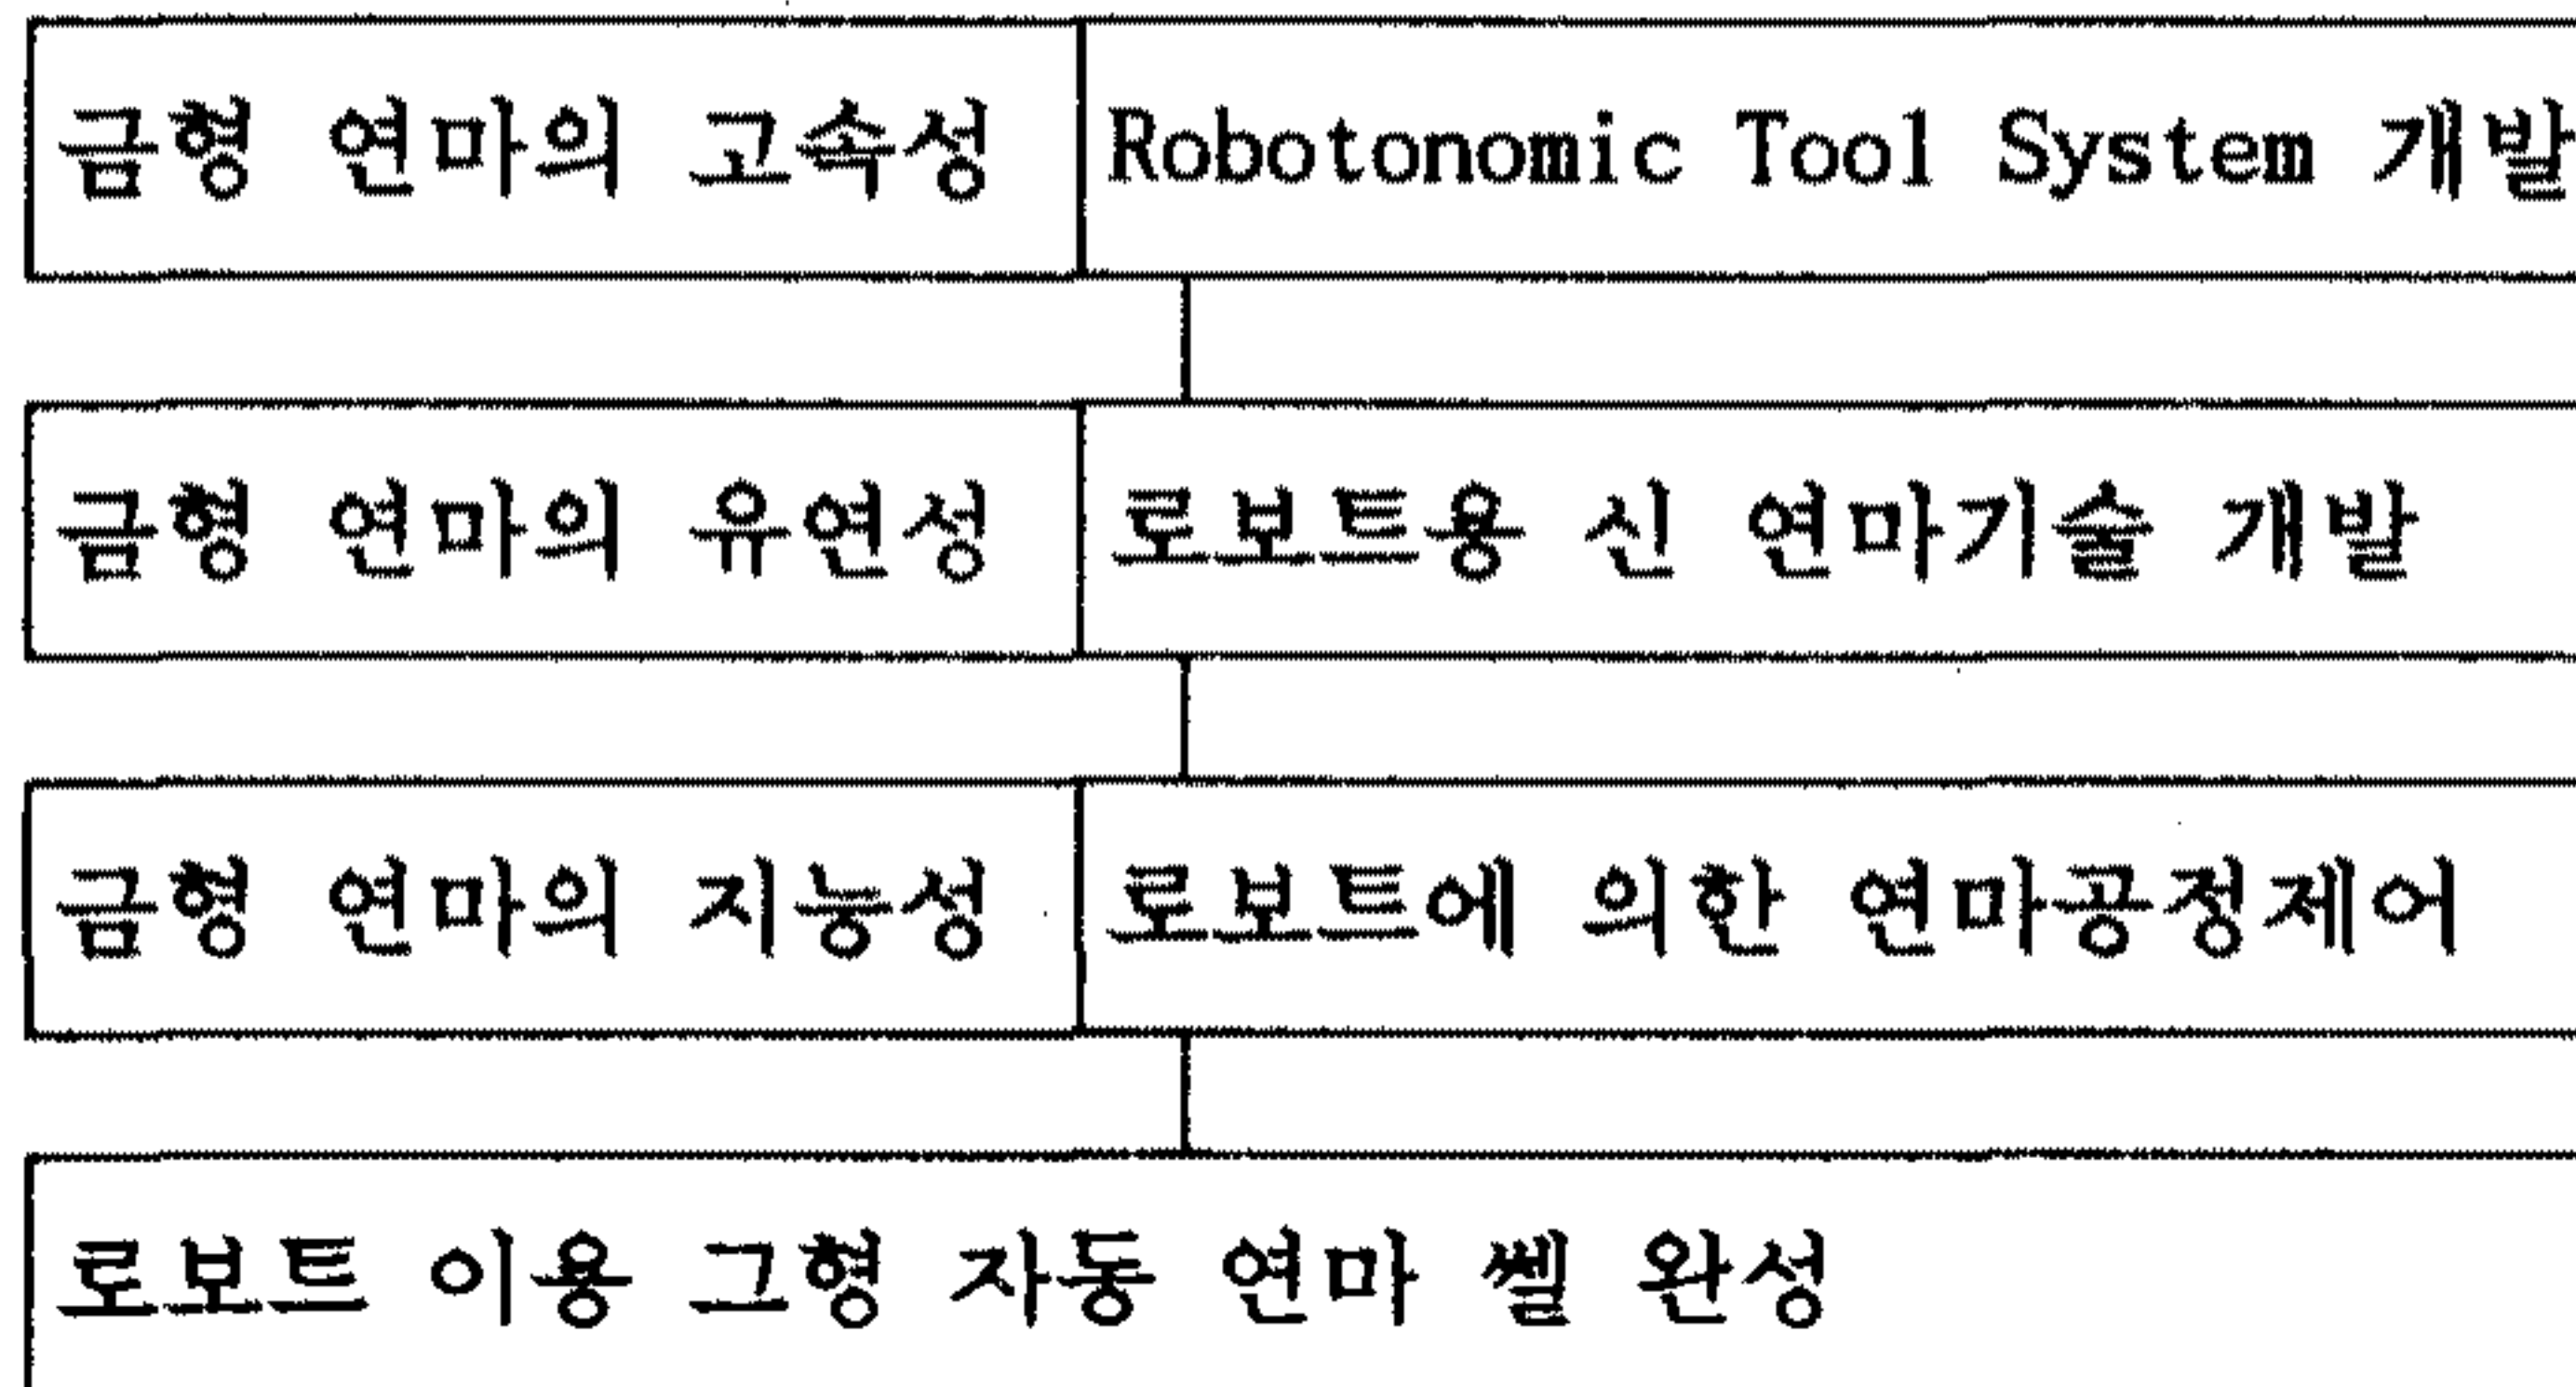 금형 연마의 고속성 Robotonomic Tool System 개발
금형 연마의 유연성 로보트용 신 연마기술 개발
금형 연마의 지능성 로보트에 의한 연마공정제어
로보트 이용 그형 자동 연마 쎌 완성